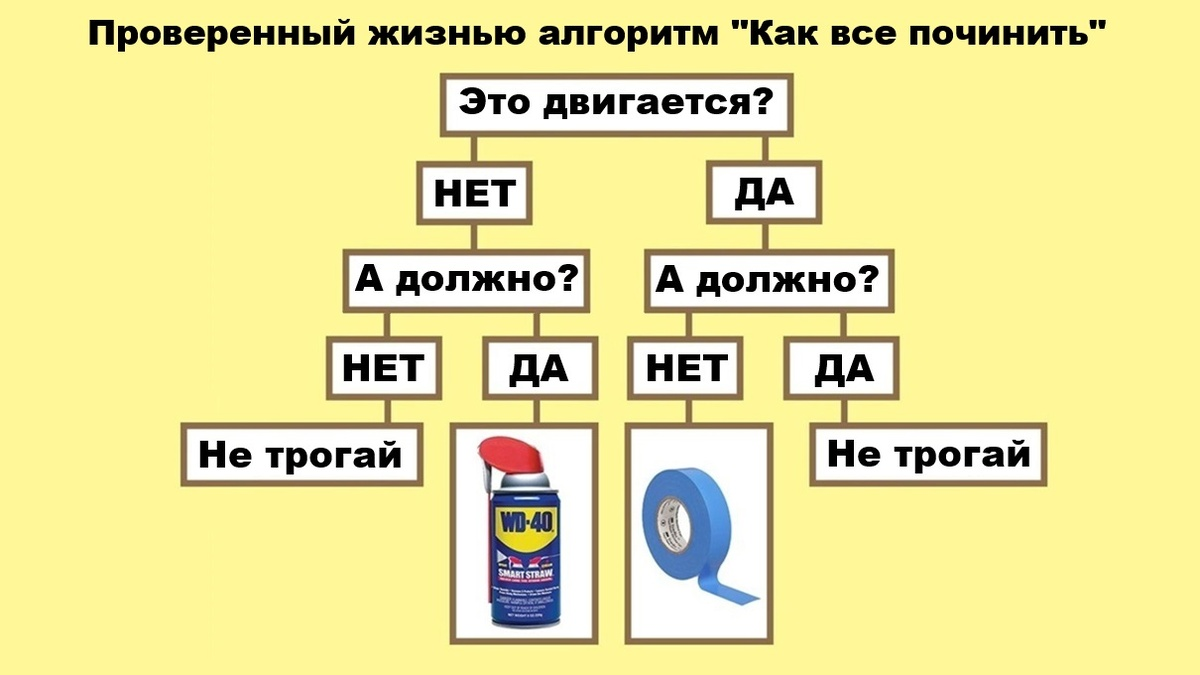 Проверенный жизнью алгоритм "Как все починить"
Это двигается?
НЕТ
ДА
А должно?
А должно?
НЕТ
ДА
НЕТ
ДА
Не трогай
Не трогай
WD-40
SMART STRAW